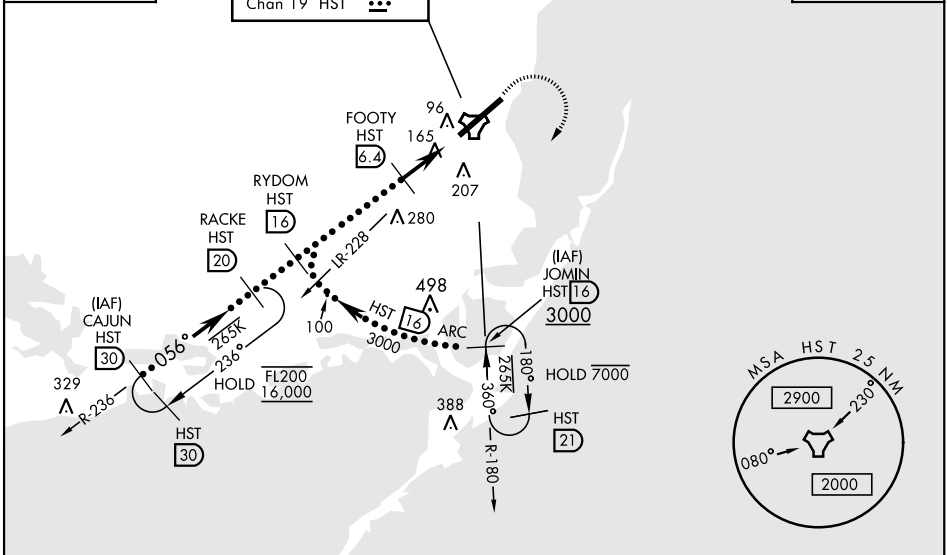 Chan 19 HST
96
FOOTY
HST
6.4
165
207
RYDOM
HST
16
280
RACKE
HST
20
LR-228
(IAF)
JOMIN
HST 16
3000
498
(IAF)
CAJUN
HST
30
HST 16 ARC
3000
100
056°
265K
236°
265K
180°
HOLD 7000
MSA HST 25 NM
2900
230°
329
R-236
HOLD FL200
16,000
360°
388
HST
21
HST
30
R-180
080°
2000